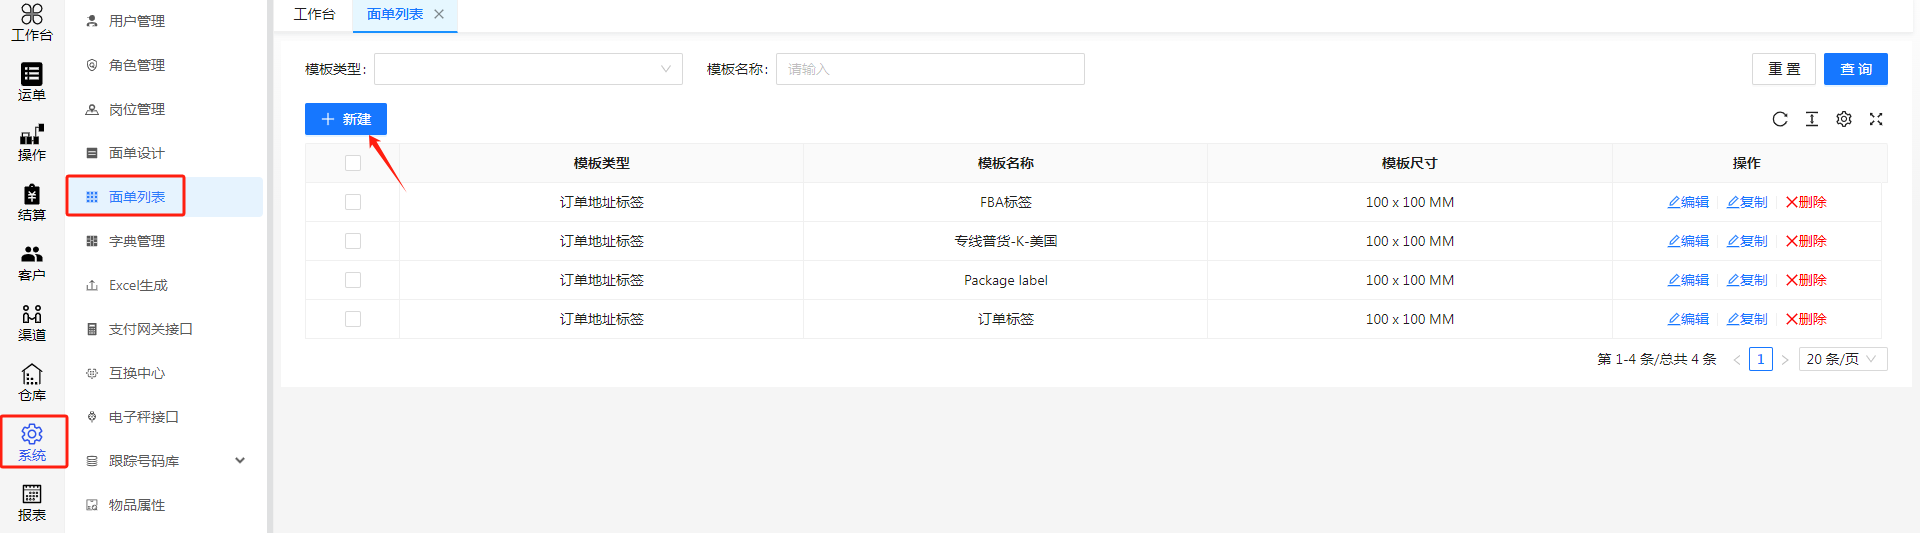 工作台
运单
操作
结算
客户
渠道
仓库
系统
报表
用户管理
角色管理
岗位管理
面单设计
面单列表
字典管理
Excel生成
支付网关接口
互换中心
电子秤接口
跟踪号码库
物品属性
工作台 面单列表
模板类型: 模板名称: 请输入 重 置 查 询
新建
模板类型 模板名称 模板尺寸 操作
订单地址标签 FBA标签 100 x 100 MM 编辑 复制 删除
订单地址标签 专线普货-K-美国 100 x 100 MM 编辑 复制 删除
订单地址标签 Package label 100 x 100 MM 编辑 复制 删除
订单地址标签 订单标签 100 x 100 MM 编辑 复制 删除
第 1-4 条/总共 4 条 < 1 > 20 条/页